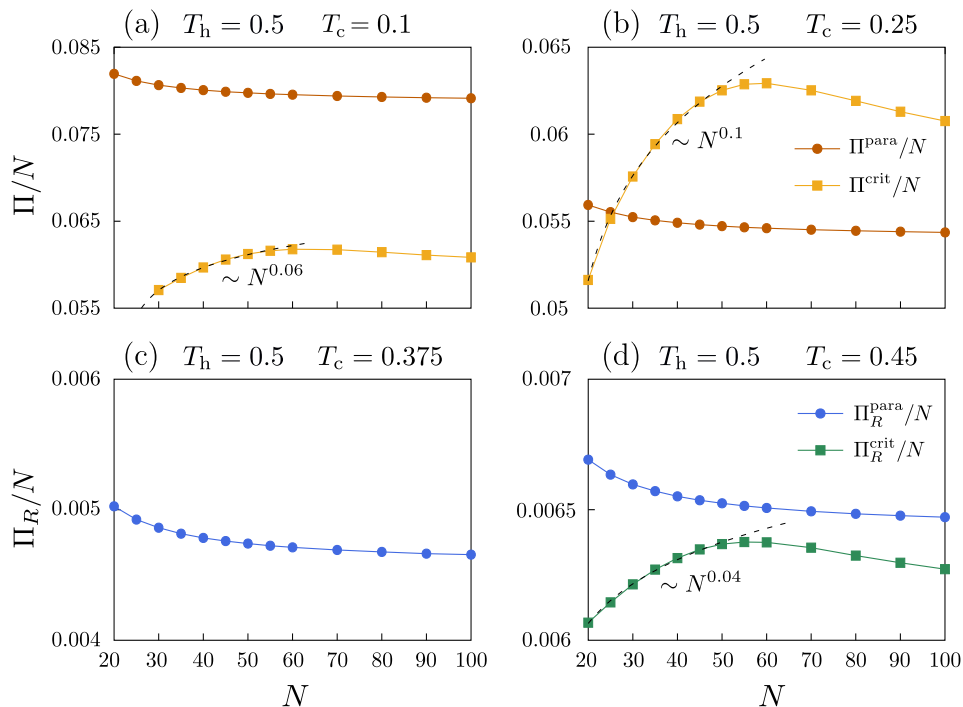 (a) T_h = 0.5 T_c = 0.1
(b) T_h = 0.5 T_c = 0.25
Π/N
0.085
0.075
0.065
0.055
∼ N^0.06
0.065
0.06
0.055
0.05
∼ N^0.1
Π^para/N
Π^crit/N
(c) T_h = 0.5 T_c = 0.375
(d) T_h = 0.5 T_c = 0.45
Π_R/N
0.006
0.005
0.004
20 30 40 50 60 70 80 90 100
N
0.007
0.0065
0.006
Π_R^para/N
Π_R^crit/N
∼ N^0.04
20 30 40 50 60 70 80 90 100
N